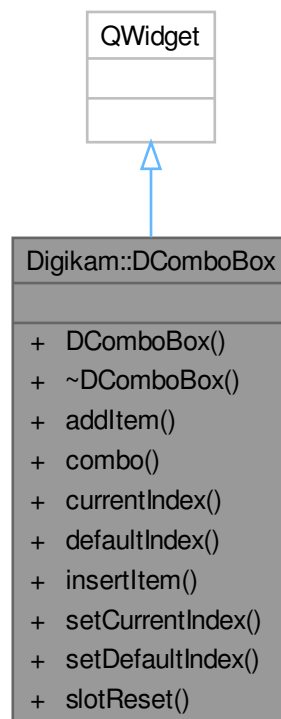 QWidget
Digikam::DComboBox
+ DComboBox()
+ ~DComboBox()
+ addItem()
+ combo()
+ currentIndex()
+ defaultIndex()
+ insertItem()
+ setCurrentIndex()
+ setDefaultIndex()
+ slotReset()